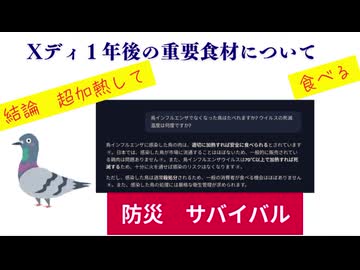 Xディ１年後の重要食材について
結論　超加熱して
食べる
鳥インフルエンザでなくなった鳥はたべれますか？ウイルスの死滅
温度は何度ですか？
鳥インフルエンザに感染した鳥の肉は、適切に加熱すれば安全に食べられるとされています
。日本では、感染した鳥が市場に流通することはほぼないため、一般的に販売されてい
る鶏肉は問題ありません。また、鳥インフルエンザウイルスは70℃以上で加熱すれば死
滅するため、十分に火を通せば感染のリスクはなくなります
ただし、感染した鳥は通常殺処分されるため、一般の消費者が食べる機会はほぼありませ
ん。また、感染した鳥の処理には厳格な衛生管理が求められます。
防災　サバイバル